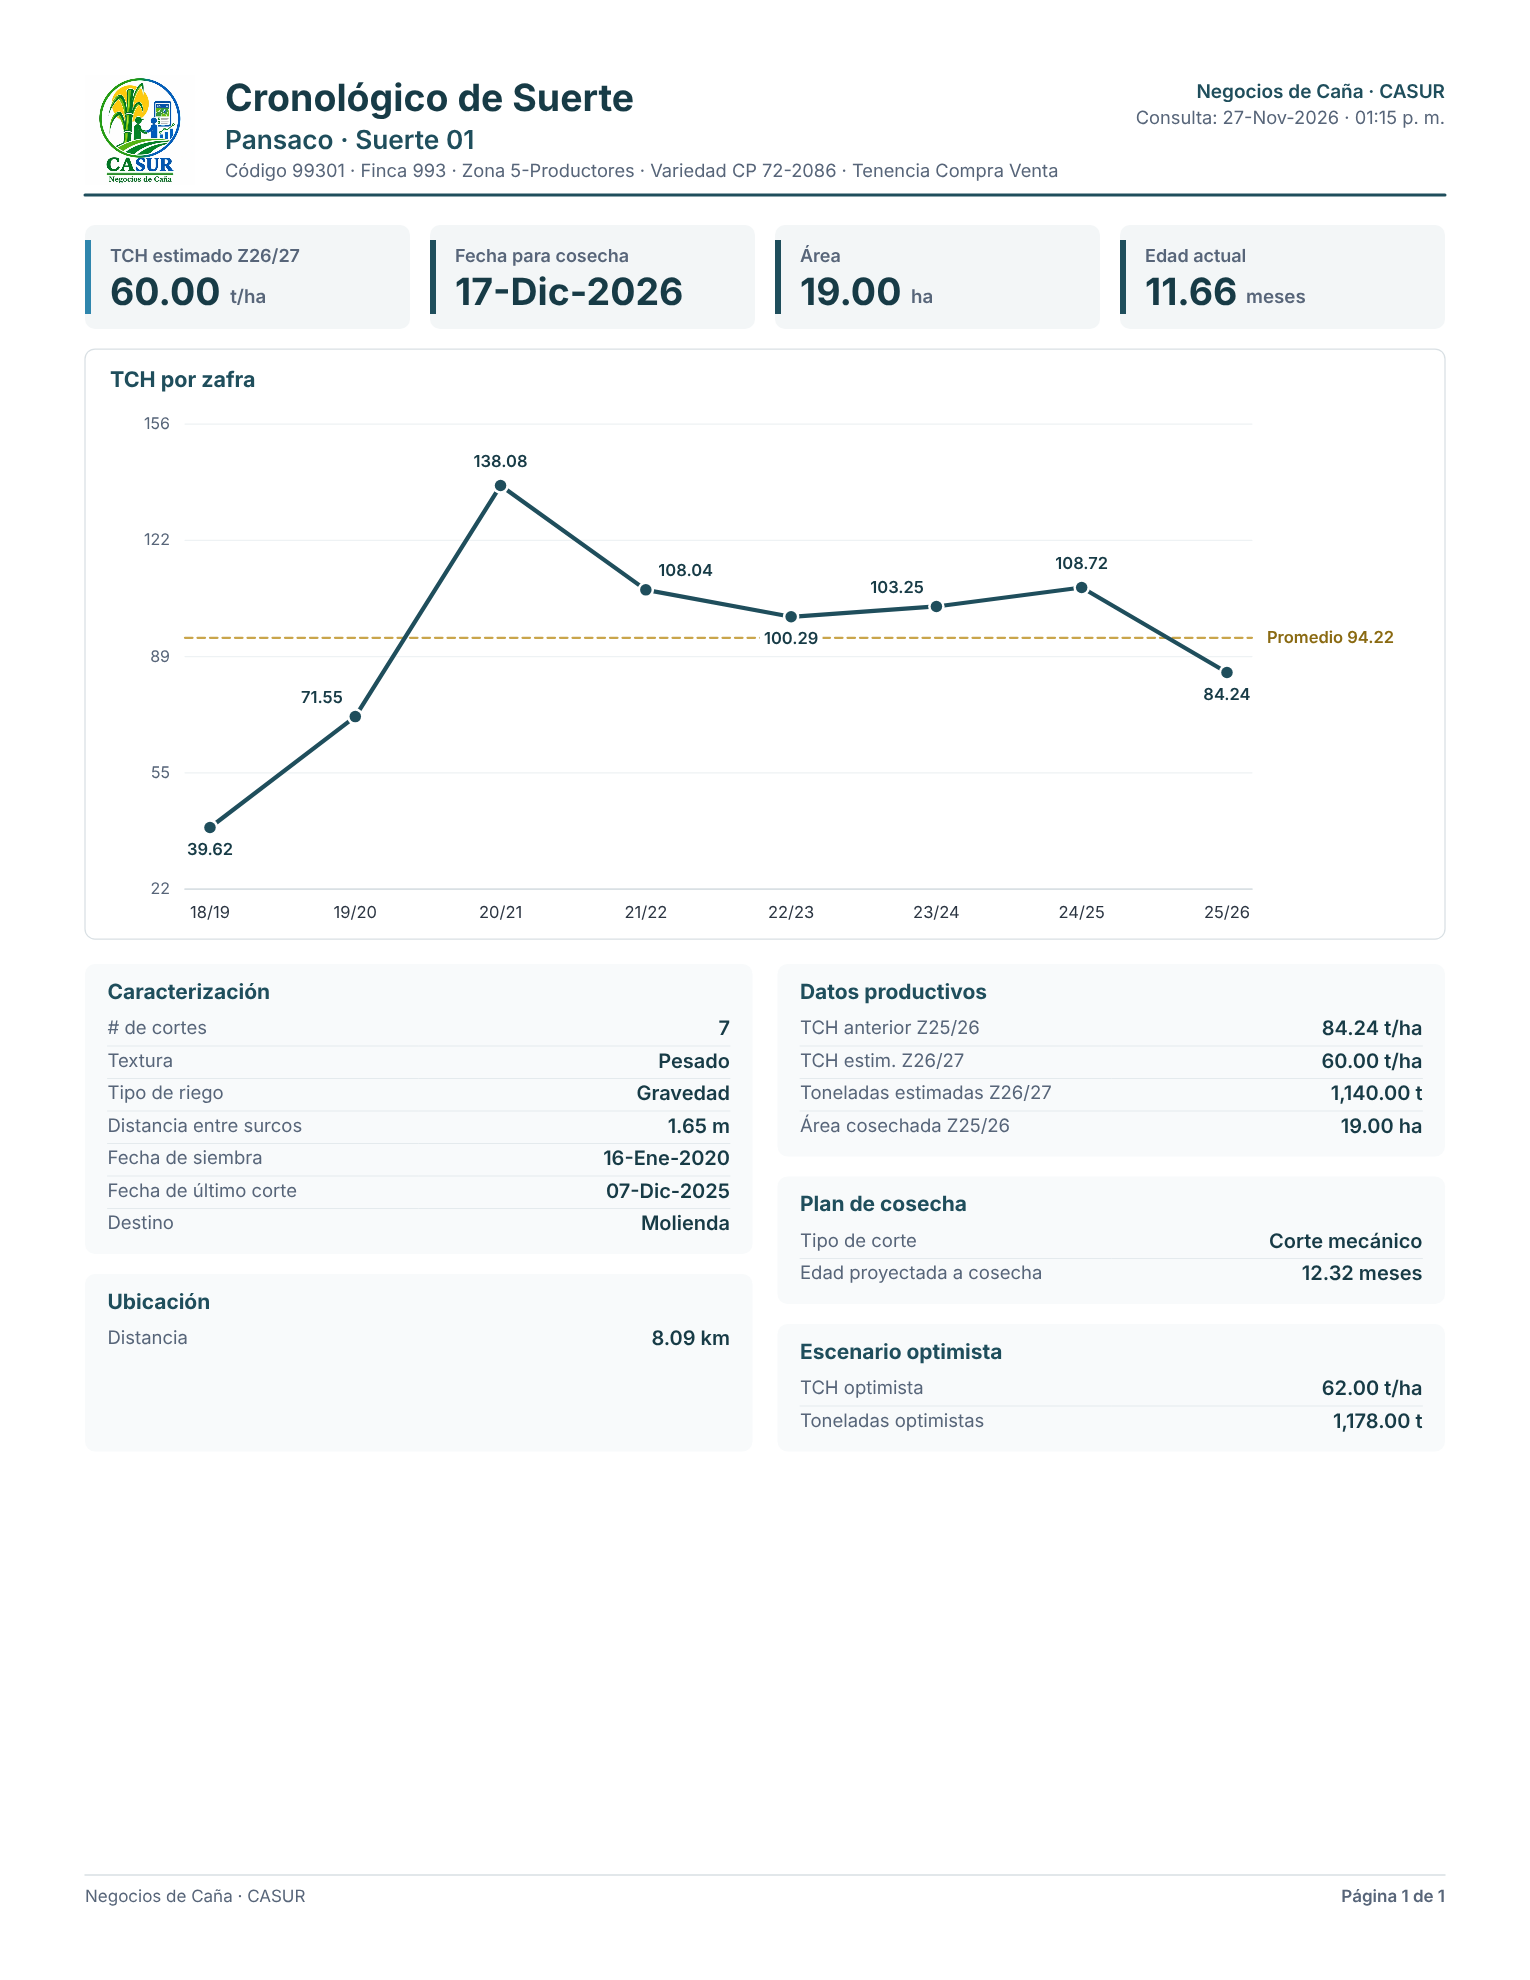 CASUR
Negocios de Caña
Cronológico de Suerte
Pansaco · Suerte 01
Código 99301 · Finca 993 · Zona 5-Productores · Variedad CP 72-2086 · Tenencia Compra Venta
Negocios de Caña · CASUR
Consulta: 27-Nov-2026 · 01:15 p. m.
TCH estimado Z26/27
60.00 t/ha
Fecha para cosecha
17-Dic-2026
Área
19.00 ha
Edad actual
11.66 meses
TCH por zafra
156
122
89
55
22
39.62
71.55
138.08
108.04
100.29
103.25
108.72
84.24
Promedio 94.22
18/19
19/20
20/21
21/22
22/23
23/24
24/25
25/26
Caracterización
# de cortes 7
Textura Pesado
Tipo de riego Gravedad
Distancia entre surcos 1.65 m
Fecha de siembra 16-Ene-2020
Fecha de último corte 07-Dic-2025
Destino Molienda
Ubicación
Distancia 8.09 km
Datos productivos
TCH anterior Z25/26 84.24 t/ha
TCH estim. Z26/27 60.00 t/ha
Toneladas estimadas Z26/27 1,140.00 t
Área cosechada Z25/26 19.00 ha
Plan de cosecha
Tipo de corte Corte mecánico
Edad proyectada a cosecha 12.32 meses
Escenario optimista
TCH optimista 62.00 t/ha
Toneladas optimistas 1,178.00 t
Negocios de Caña · CASUR
Página 1 de 1